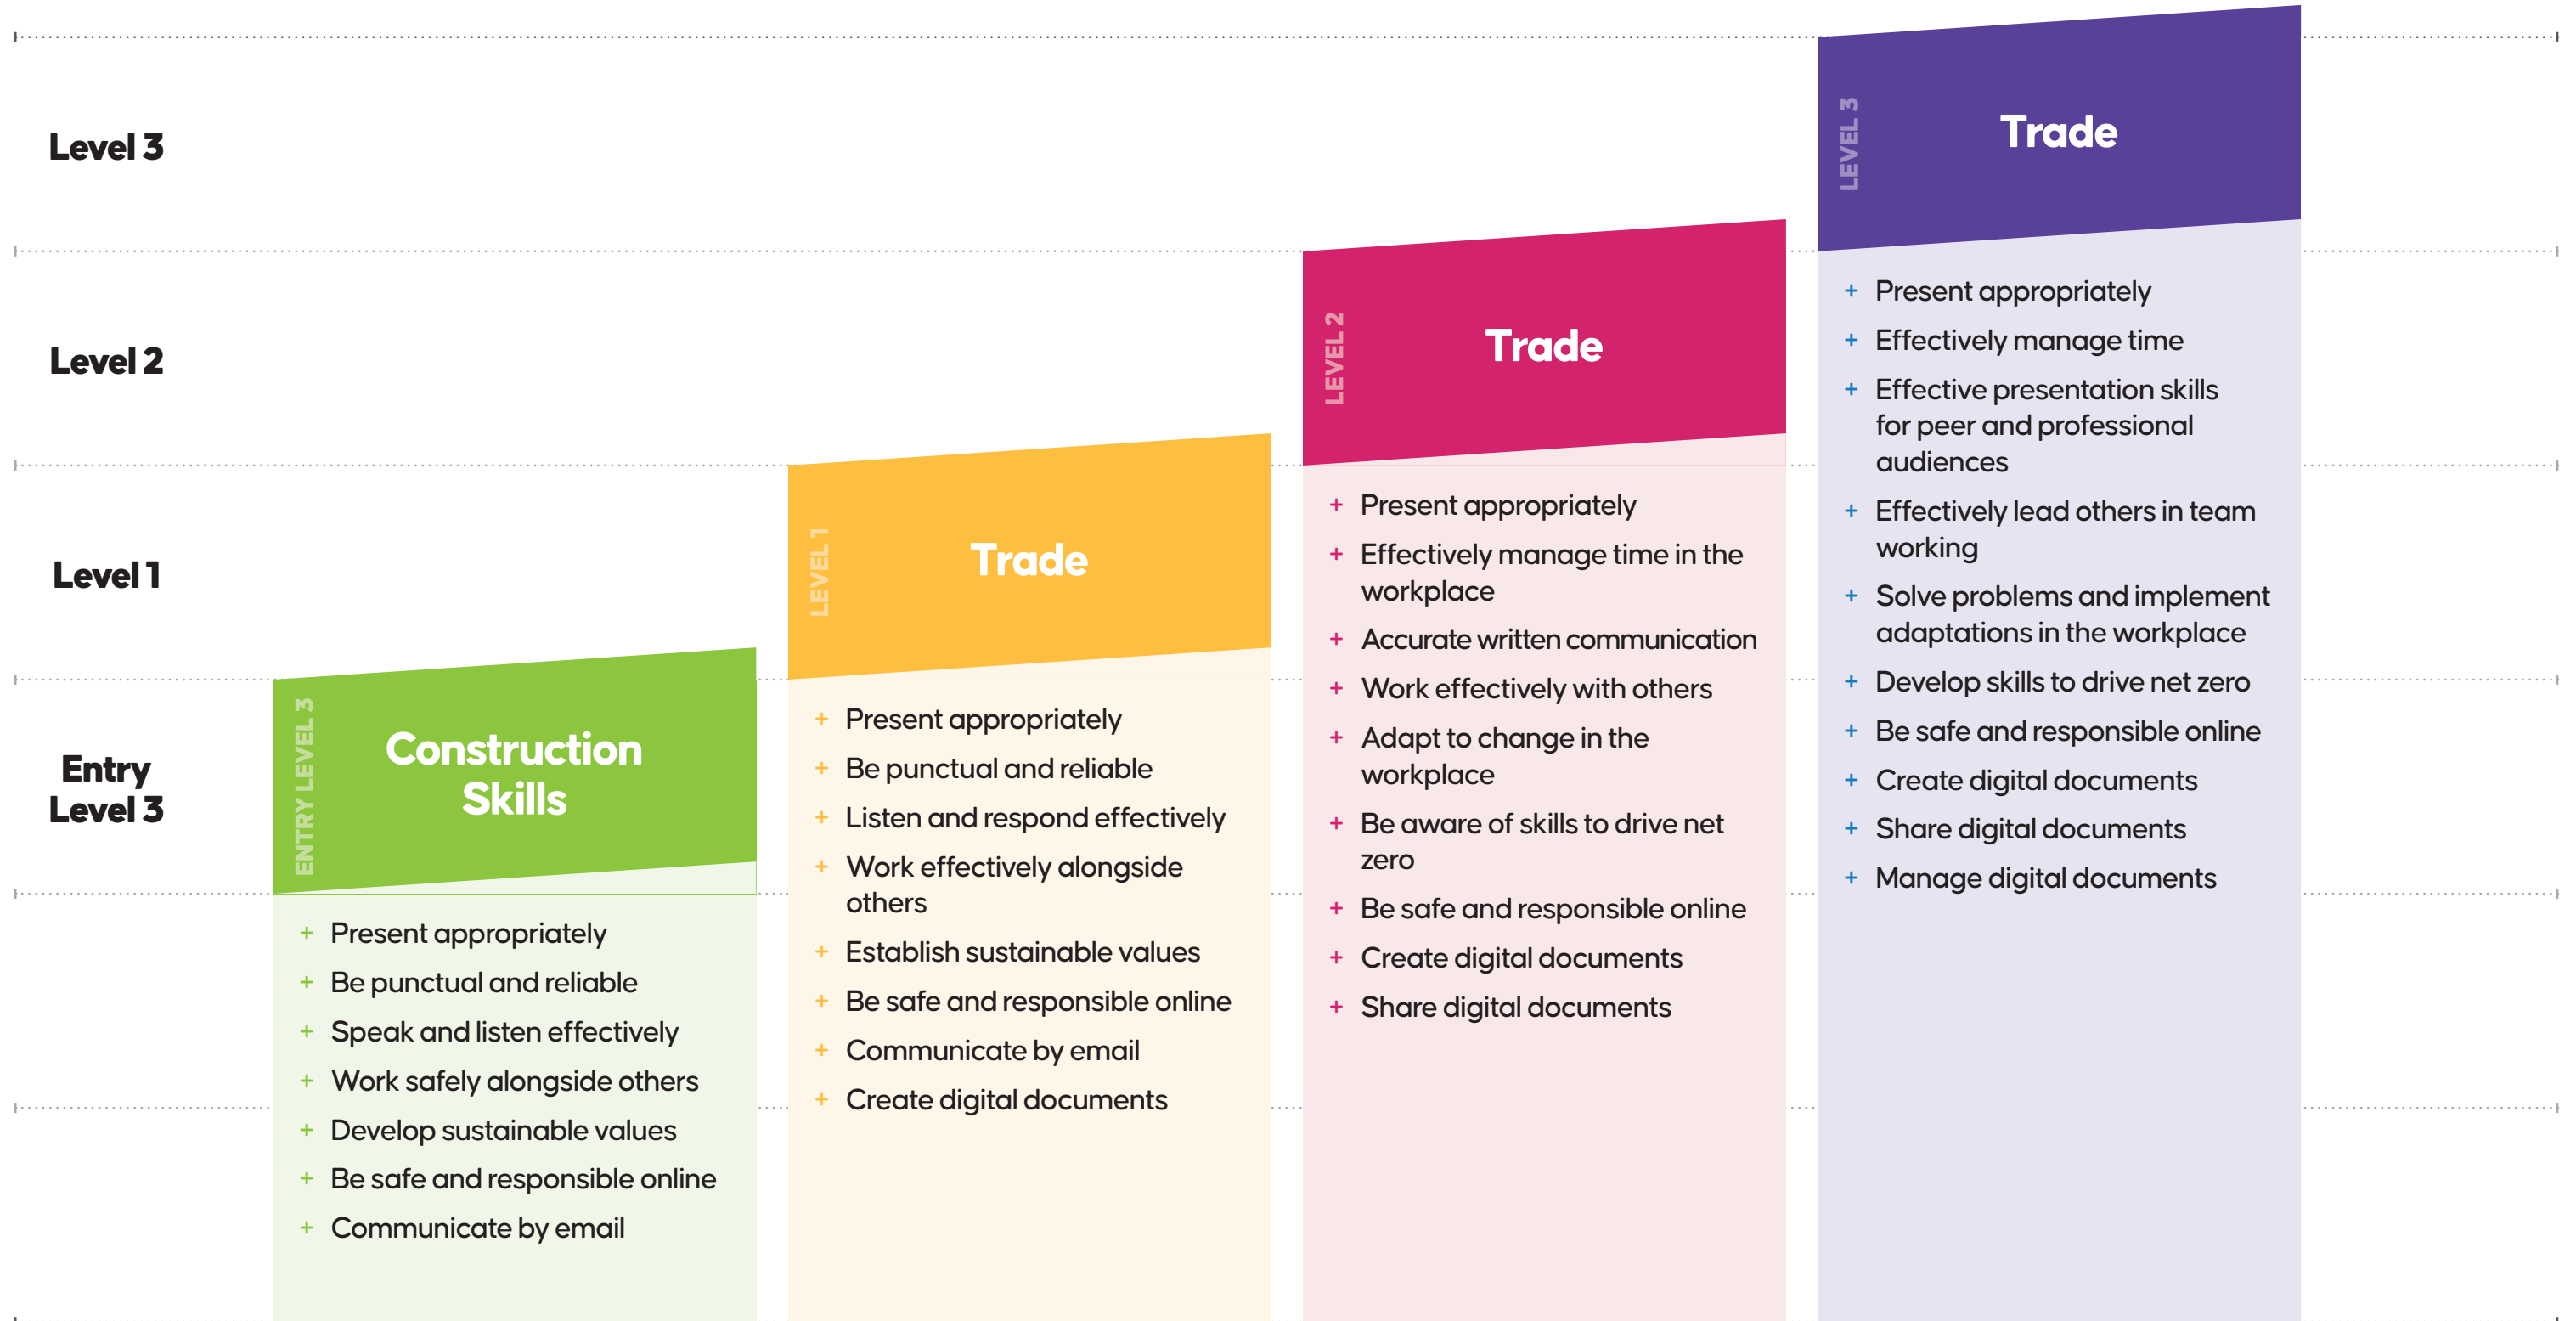 Level 3
Level 2
Level 1
Entry
Level 3
ENTRY LEVEL 3
Construction
Skills
+ Present appropriately
+ Be punctual and reliable
+ Speak and listen effectively
+ Work safely alongside others
+ Develop sustainable values
+ Be safe and responsible online
+ Communicate by email
LEVEL 1
Trade
+ Present appropriately
+ Be punctual and reliable
+ Listen and respond effectively
+ Work effectively alongside
others
+ Establish sustainable values
+ Be safe and responsible online
+ Communicate by email
+ Create digital documents
LEVEL 2
Trade
+ Present appropriately
+ Effectively manage time in the
workplace
+ Accurate written communication
+ Work effectively with others
+ Adapt to change in the
workplace
+ Be aware of skills to drive net
zero
+ Be safe and responsible online
+ Create digital documents
+ Share digital documents
LEVEL 3
Trade
+ Present appropriately
+ Effectively manage time
+ Effective presentation skills
for peer and professional
audiences
+ Effectively lead others in team
working
+ Solve problems and implement
adaptations in the workplace
+ Develop skills to drive net zero
+ Be safe and responsible online
+ Create digital documents
+ Share digital documents
+ Manage digital documents